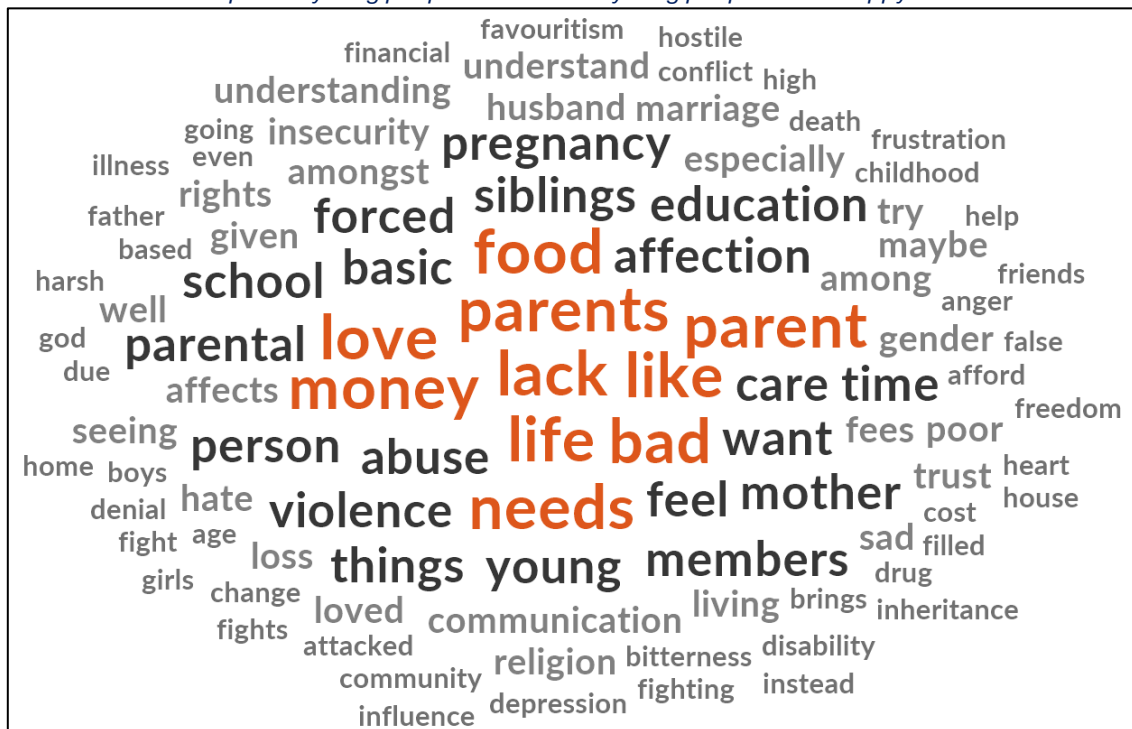 favouritism hostile
financial understand conflict high
understanding husband marriage death
going insecurity pregnancy especially frustration
illness even amongst siblings education childhood
rights forced food affection try help
father given basic maybe
based school parents parent among friends
harsh well love anger
god parental lack like gender false
due affects money care time afford
seeing person life bad want fees poor freedom
home boys abuse trust heart
denial hate violence needs feel mother house
fight age cost
loss things young members sad filled
girls change drug
fights loved communication living brings inheritance
attacked religion bitterness disability
community depression fighting instead
influence